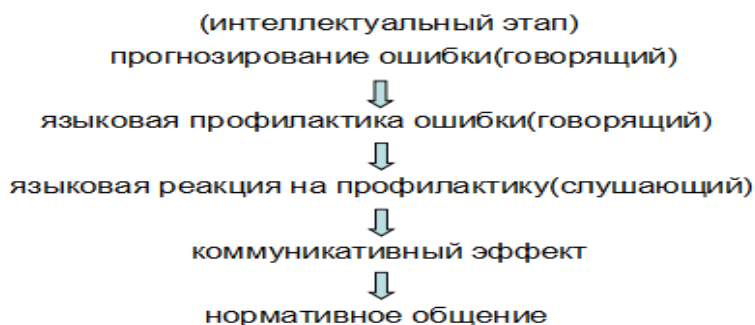 (интеллектуальный этап)
прогнозирование ошибки(говорящий)
языковая профилактика ошибки(говорящий)
языковая реакция на профилактику(слушающий)
коммуникативный эффект
нормативное общение